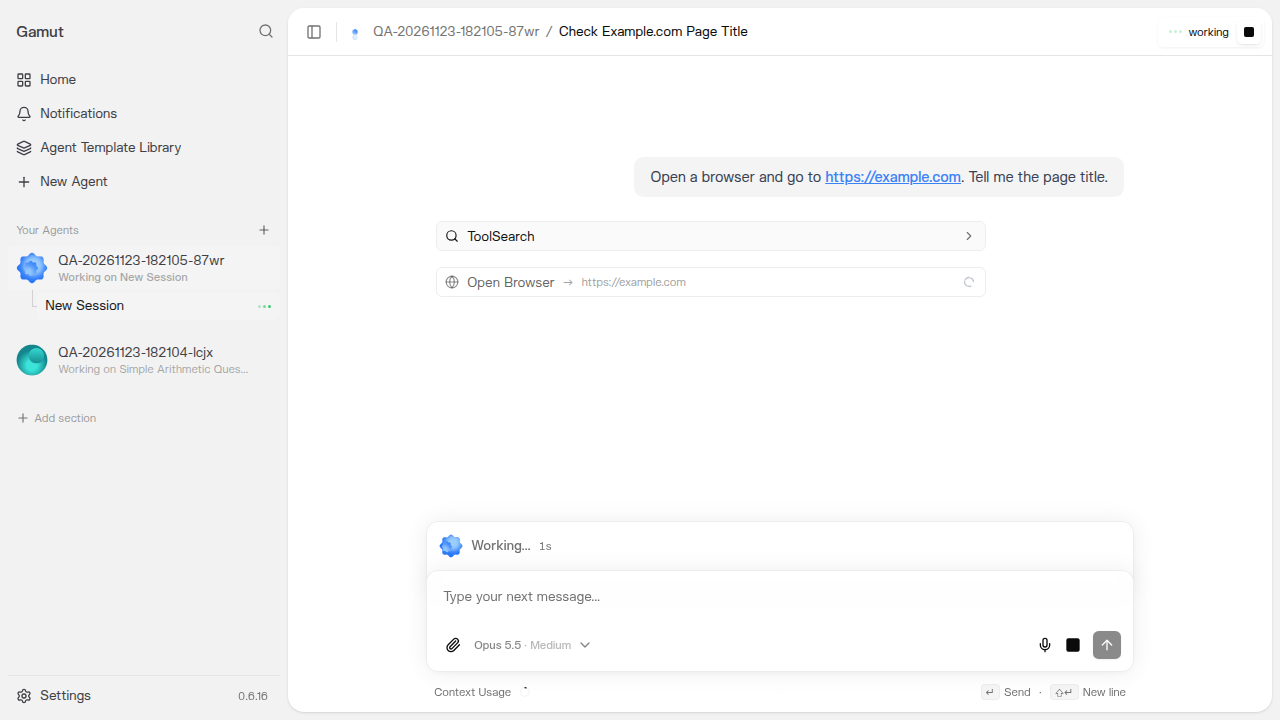 Gamut
Home
Notifications
Agent Template Library
New Agent
Your Agents
QA-20261123-182105-87wr
Working on New Session
New Session
QA-20261123-182104-lcjx
Working on Simple Arithmetic Ques...
Add section
Settings
0.6.16
QA-20261123-182105-87wr / Check Example.com Page Title
working
Open a browser and go to https://example.com. Tell me the page title.
ToolSearch
Open Browser → https://example.com
Working... 1s
Type your next message...
Opus 5.5 · Medium
Context Usage
Send · New line